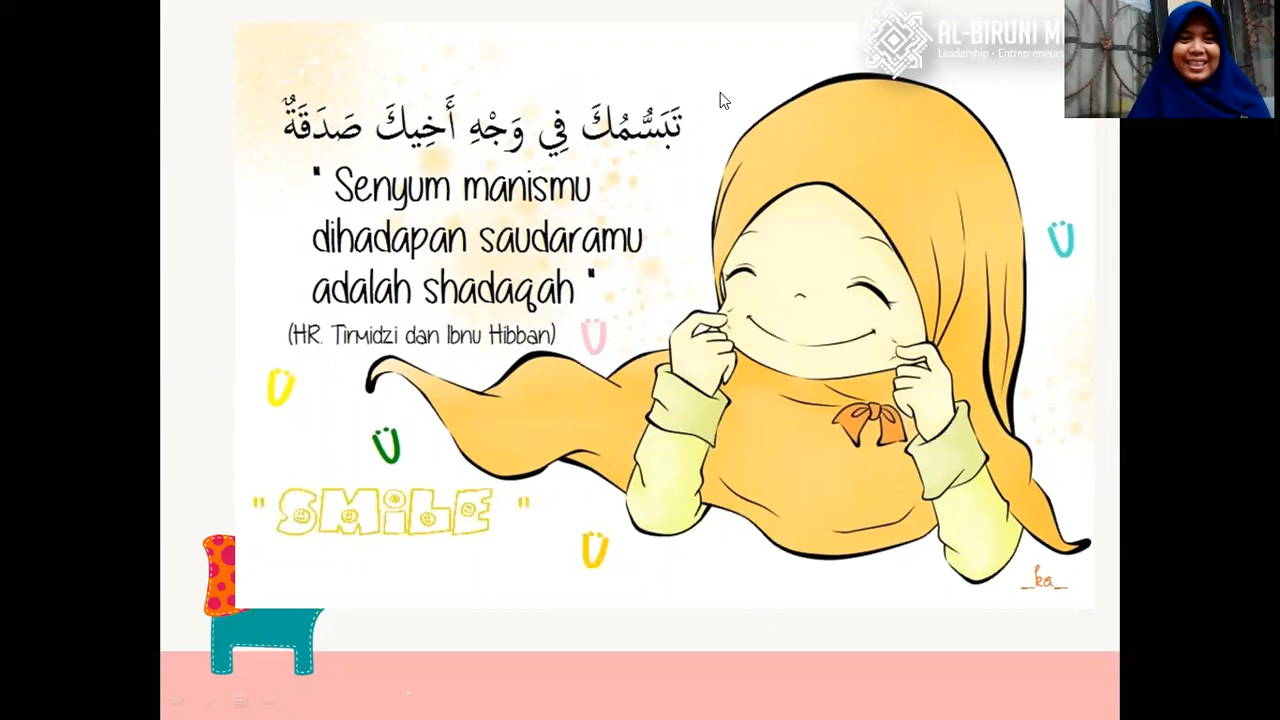 AL-BIRUNI M
Leadership - Entrepreneurs
تَبَسُّمُكَ فِي وَجْهِ أَخِيكَ صَدَقَةٌ
" Senyum manismu
dihadapan saudaramu
adalah shadaqah "
(HR. Tirmidzi dan Ibnu Hibban)
" SMiLE "
_ka_